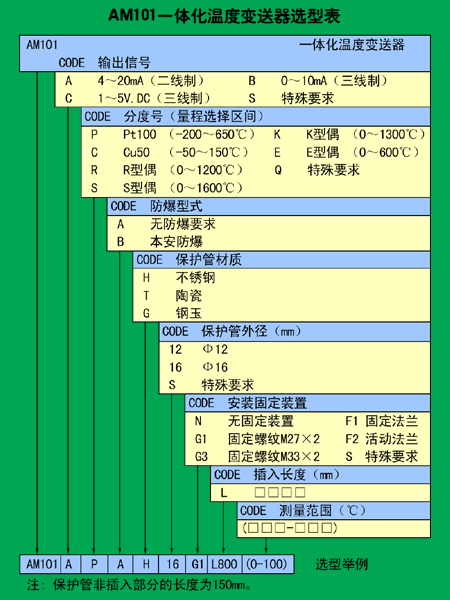 AM101一体化温度变送器选型表
AM101 一体化温度变送器
CODE 输出信号
A 4～20mA（二线制） B 0～10mA（三线制）
C 1～5V.DC（三线制） S 特殊要求
CODE 分度号（量程选择区间）
P Pt100（-200～650℃） K K型偶（0～1300℃）
C Cu50（-50～150℃） E E型偶（0～600℃）
R R型偶（0～1200℃） Q 特殊要求
S S型偶（0～1600℃）
CODE 防爆型式
A 无防爆要求
B 本安防爆
CODE 保护管材质
H 不锈钢
T 陶瓷
G 钢玉
CODE 保护管外径（mm）
12 Φ12
16 Φ16
S 特殊要求
CODE 安装固定装置
N 无固定装置 F1 固定法兰
G1 固定螺纹M27×2 F2 活动法兰
G3 固定螺纹M33×2 S 特殊要求
CODE 插入长度（mm）
L □□□□
CODE 测量范围（℃）
(□□□-□□□)
AM101 A P A H 16 G1 L800 (0-100) 选型举例
注：保护管非插入部分的长度为150mm。